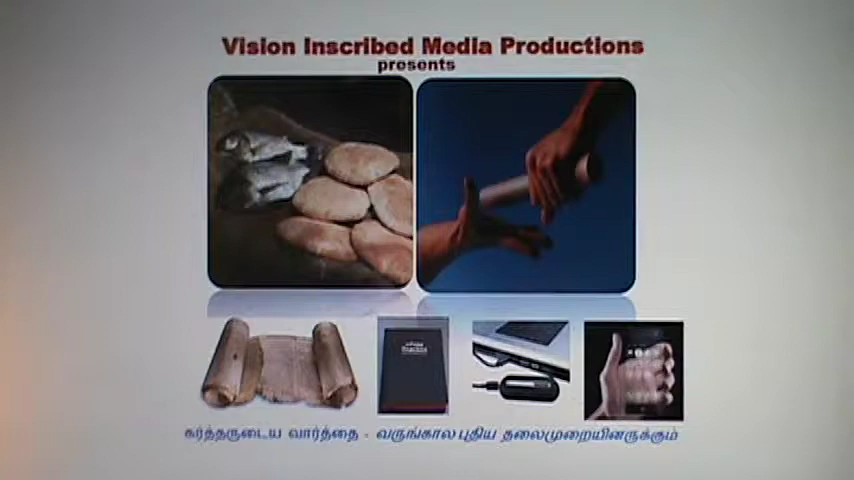 Vision Inscribed Media Productions
presents
கர்த்தருடைய வார்த்தை - வருங்கால புதிய தலைமுறையினருக்கும்